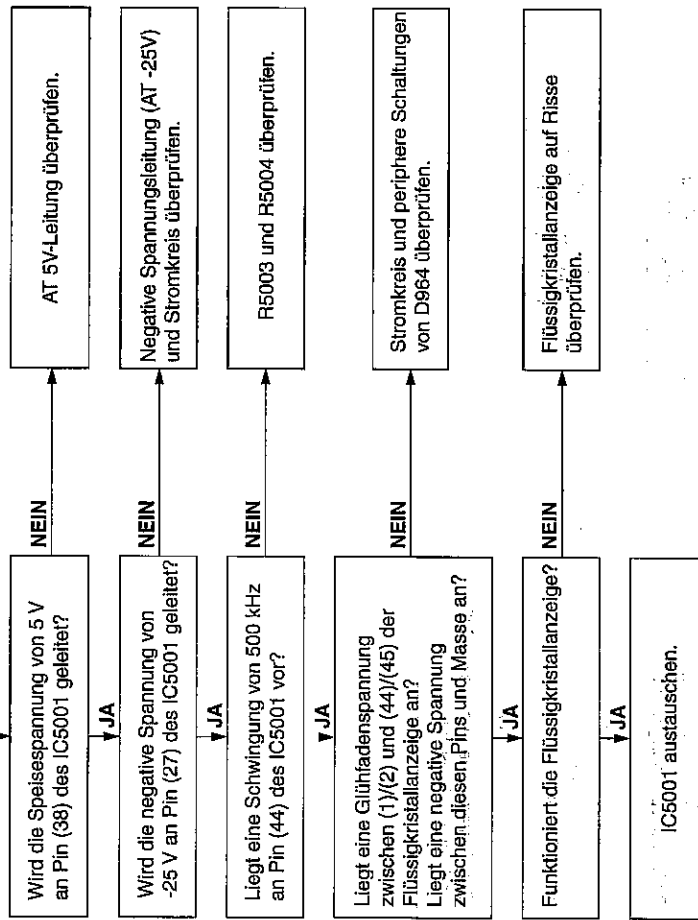 Wird die Speisespannung von 5 V
an Pin (38) des IC5001 geleitet?
NEIN
AT 5V-Leitung überprüfen.
JA
Wird die negative Spannung von
-25 V an Pin (27) des IC5001 geleitet?
NEIN
Negative Spannungsleitung (AT -25V)
und Stromkreis überprüfen.
JA
Liegt eine Schwingung von 500 kHz
an Pin (44) des IC5001 vor?
NEIN
R5003 und R5004 überprüfen.
JA
Liegt eine Glühfadenspannung
zwischen (1)/(2) und (44)/(45) der
Flüssigkristallanzeige an?
Liegt eine negative Spannung
zwischen diesen Pins und Masse an?
NEIN
Stromkreis und periphere Schaltungen
von D964 überprüfen.
JA
Funktioniert die Flüssigkristallanzeige?
NEIN
Flüssigkristallanzeige auf Risse
überprüfen.
JA
IC5001 austauschen.